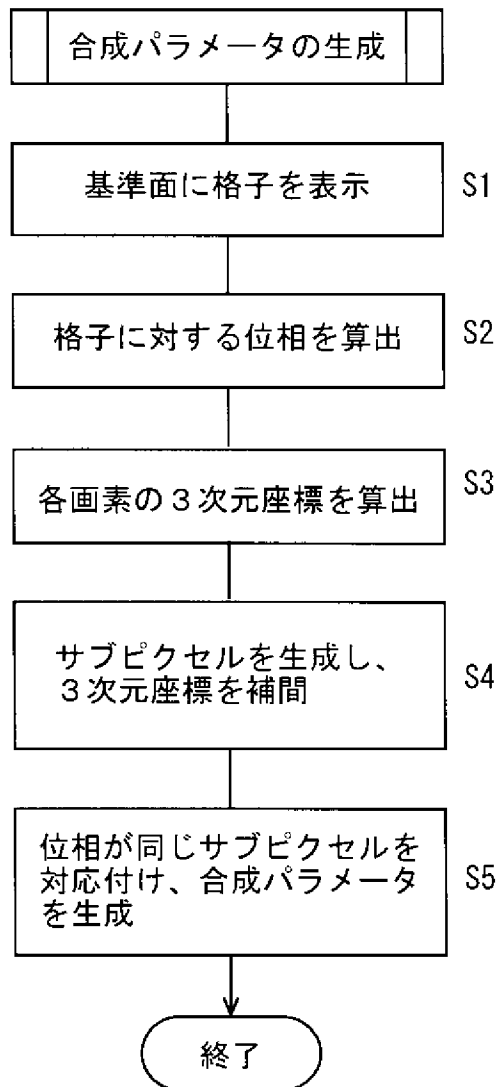 合成パラメータの生成
基準面に格子を表示
S1
格子に対する位相を算出
S2
各画素の３次元座標を算出
S3
サブピクセルを生成し、
３次元座標を補間
S4
位相が同じサブピクセルを
対応付け、合成パラメータ
を生成
S5
終了